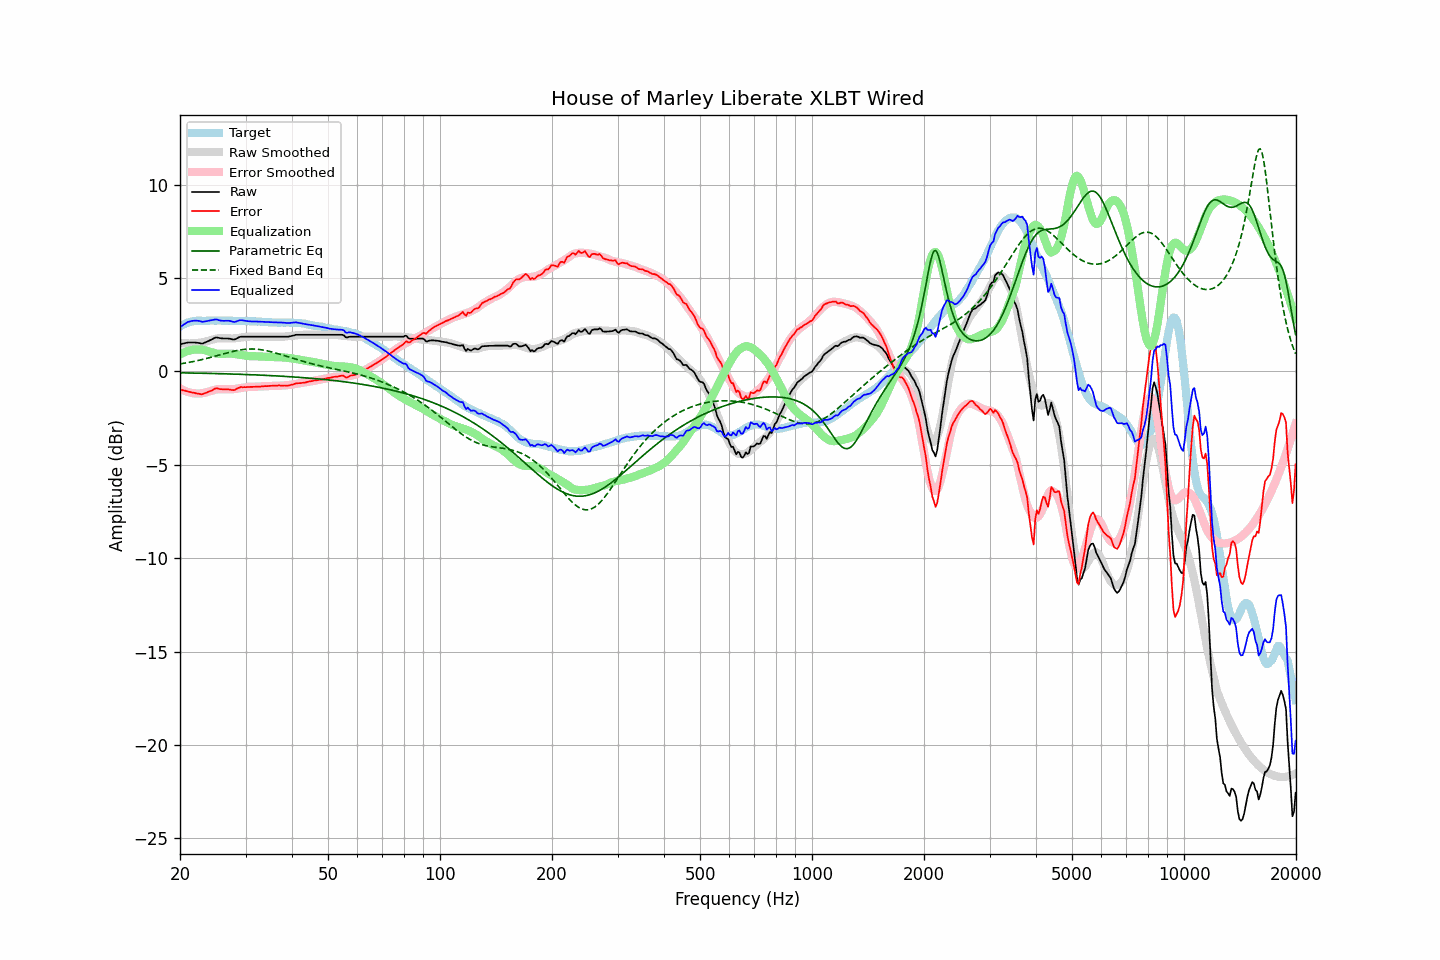 House of Marley Liberate XLBT Wired
Target
Raw Smoothed
Error Smoothed
Raw
Error
Equalization
Parametric Eq
Fixed Band Eq
Equalized
Amplitude (dBr)
10
5
0
−5
−10
−15
−20
−25
20
50
100
200
500
1000
2000
5000
10000
20000
Frequency (Hz)